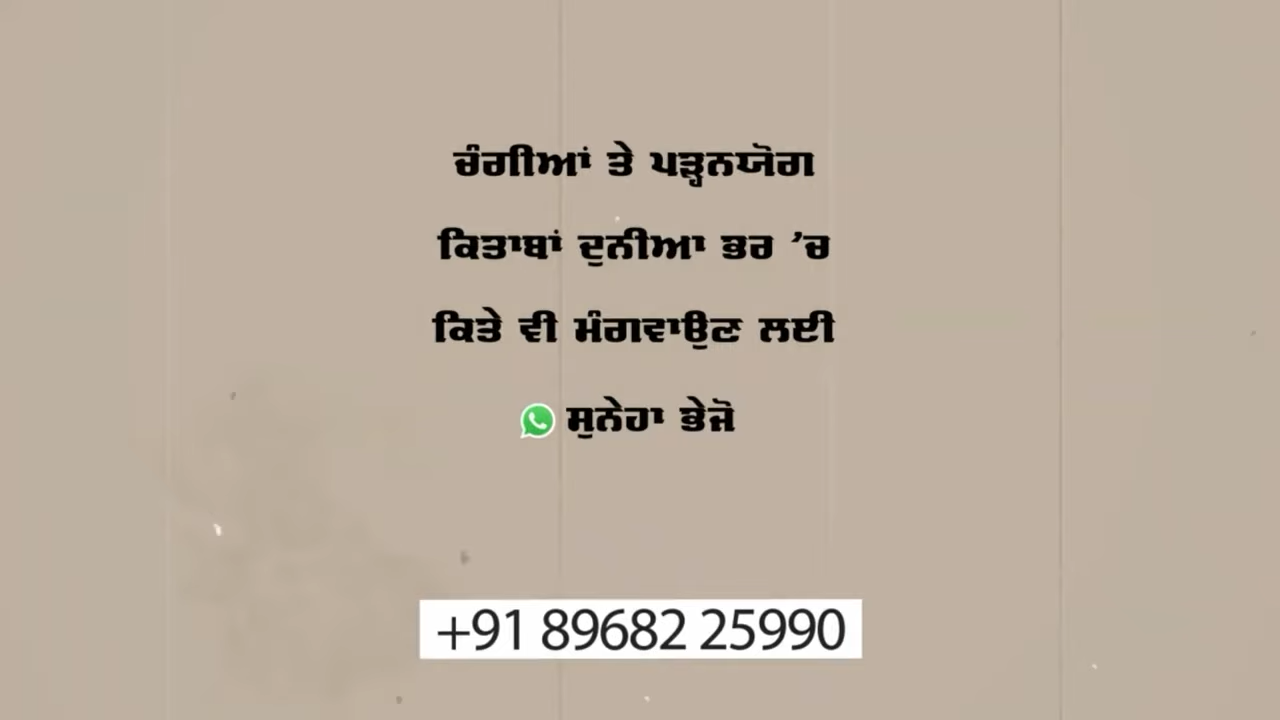 ਚੰਗੀਆਂ ਤੇ ਪੜ੍ਹਨਯੋਗ
ਕਿਤਾਬਾਂ ਦੁਨੀਆ ਭਰ ’ਚ
ਕਿਤੇ ਵੀ ਮੰਗਵਾਉਣ ਲਈ
ਸੁਨੇਹਾ ਭੇਜੋ
+91 89682 25990